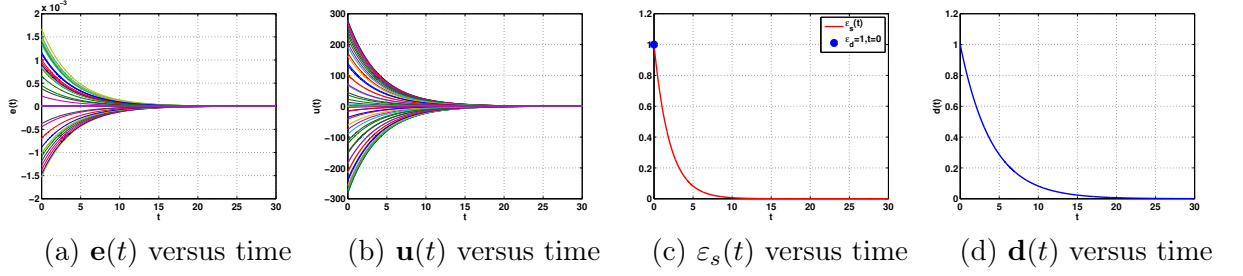 x 10⁻³
2
1.5
1
0.5
0
−0.5
−1
−1.5
−2
e(t)
0 5 10 15 20 25 30
t
300
200
100
0
−100
−200
−300
u(t)
0 5 10 15 20 25 30
t
1.2
1
0.8
0.6
0.4
0.2
0
0 5 10 15 20 25 30
t
ε_s(t)
ε_d=1,t=0
1.2
1
0.8
0.6
0.4
0.2
0
d(t)
0 5 10 15 20 25 30
t
(a) e(t) versus time
(b) u(t) versus time
(c) ε_s(t) versus time
(d) d(t) versus time